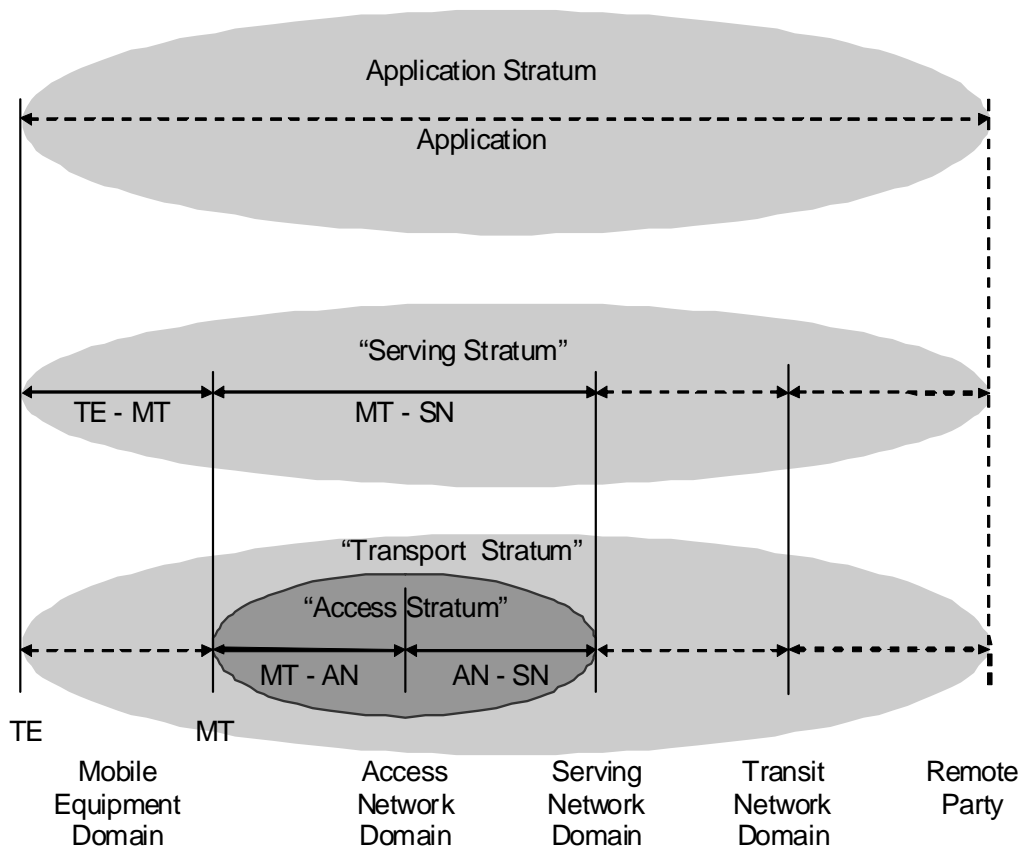 Application Stratum
Application
“Serving Stratum”
TE - MT
MT - SN
“Transport Stratum”
“Access Stratum”
MT - AN
AN - SN
TE
MT
Mobile
Equipment
Domain
Access
Network
Domain
Serving
Network
Domain
Transit
Network
Domain
Remote
Party